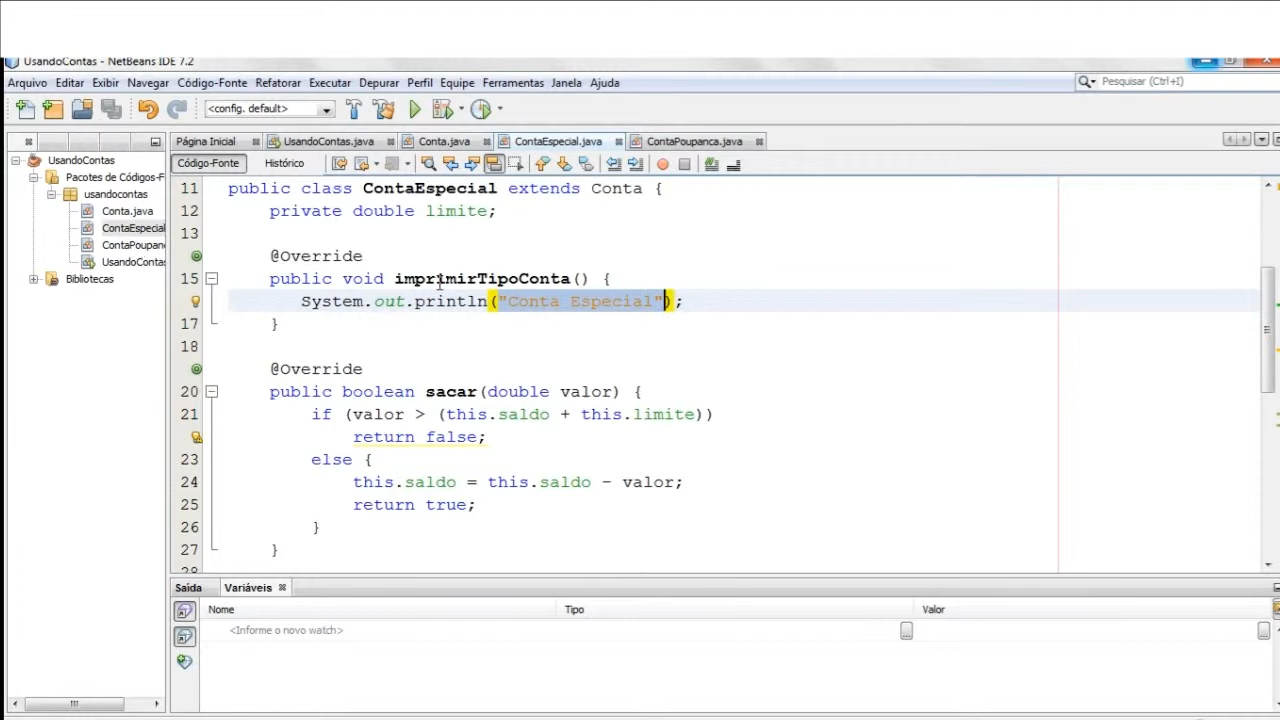 UsandoContas - NetBeans IDE 7.2
Arquivo Editar Exibir Navegar Código-Fonte Refatorar Executar Depurar Perfil Equipe Ferramentas Janela Ajuda
Pesquisar (Ctrl+I)
<config. default>
Página Inicial UsandoContas.java Conta.java ContaEspecial.java ContaPoupanca.java
UsandoContas
Pacotes de Códigos-F
usandocontas
Conta.java
ContaEspecial
ContaPoupanc
UsandoContas
Bibliotecas
Código-Fonte Histórico
11 public class ContaEspecial extends Conta {
12 private double limite;
13
@Override
15 public void imprimirTipoConta() {
System.out.println("Conta Especial");
17 }
18
@Override
20 public boolean sacar(double valor) {
21 if (valor > (this.saldo + this.limite))
return false;
23 else {
24 this.saldo = this.saldo - valor;
25 return true;
26 }
27 }
28
Saída Variáveis
Nome Tipo Valor
<Informe o novo watch>